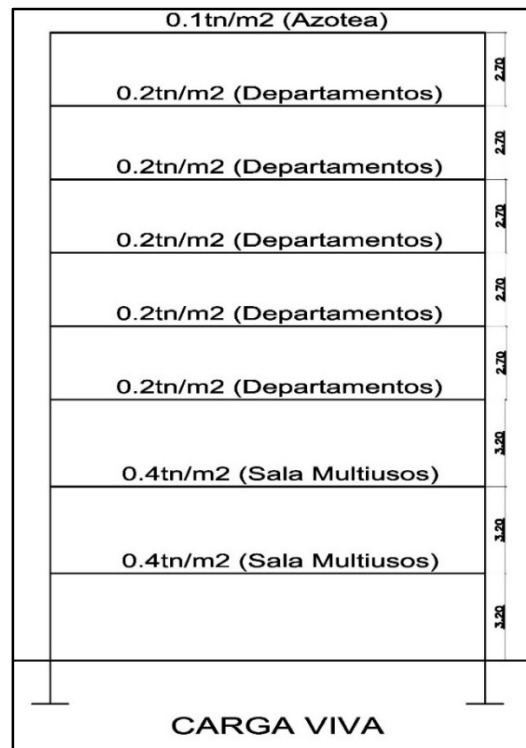 0.1tn/m2 (Azotea)
2.70
0.2tn/m2 (Departamentos)
2.70
0.2tn/m2 (Departamentos)
2.70
0.2tn/m2 (Departamentos)
2.70
0.2tn/m2 (Departamentos)
2.70
0.2tn/m2 (Departamentos)
3.20
0.4tn/m2 (Sala Multiusos)
3.20
0.4tn/m2 (Sala Multiusos)
3.20
CARGA VIVA